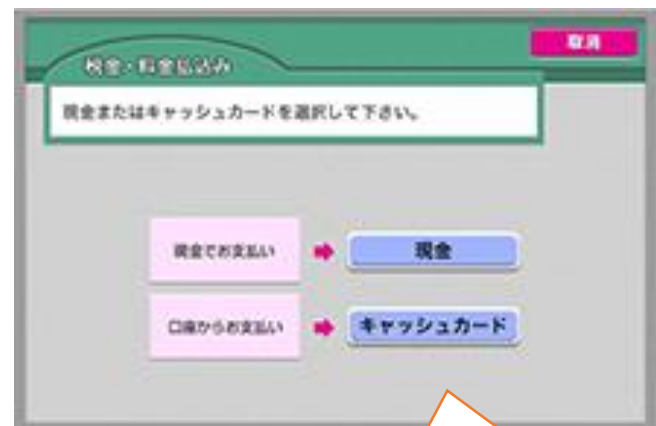 取消
税金・料金払込み
現金またはキャッシュカードを選択して下さい。
現金でお支払い
現金
口座からお支払い
キャッシュカード